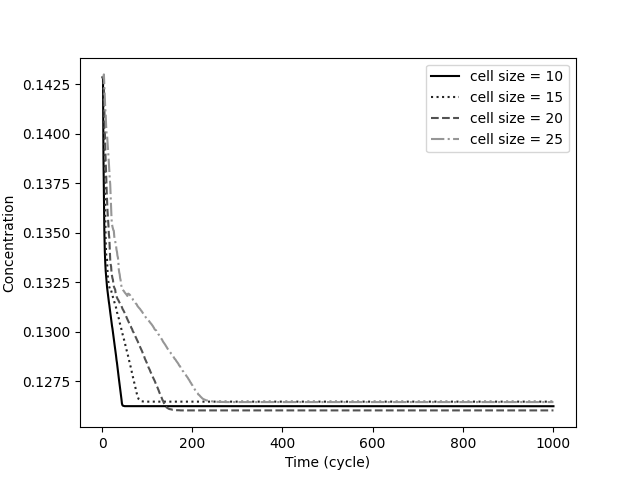 cell size = 10
cell size = 15
cell size = 20
cell size = 25
0.1425
0.1400
0.1375
0.1350
0.1325
0.1300
0.1275
Concentration
0 200 400 600 800 1000
Time (cycle)